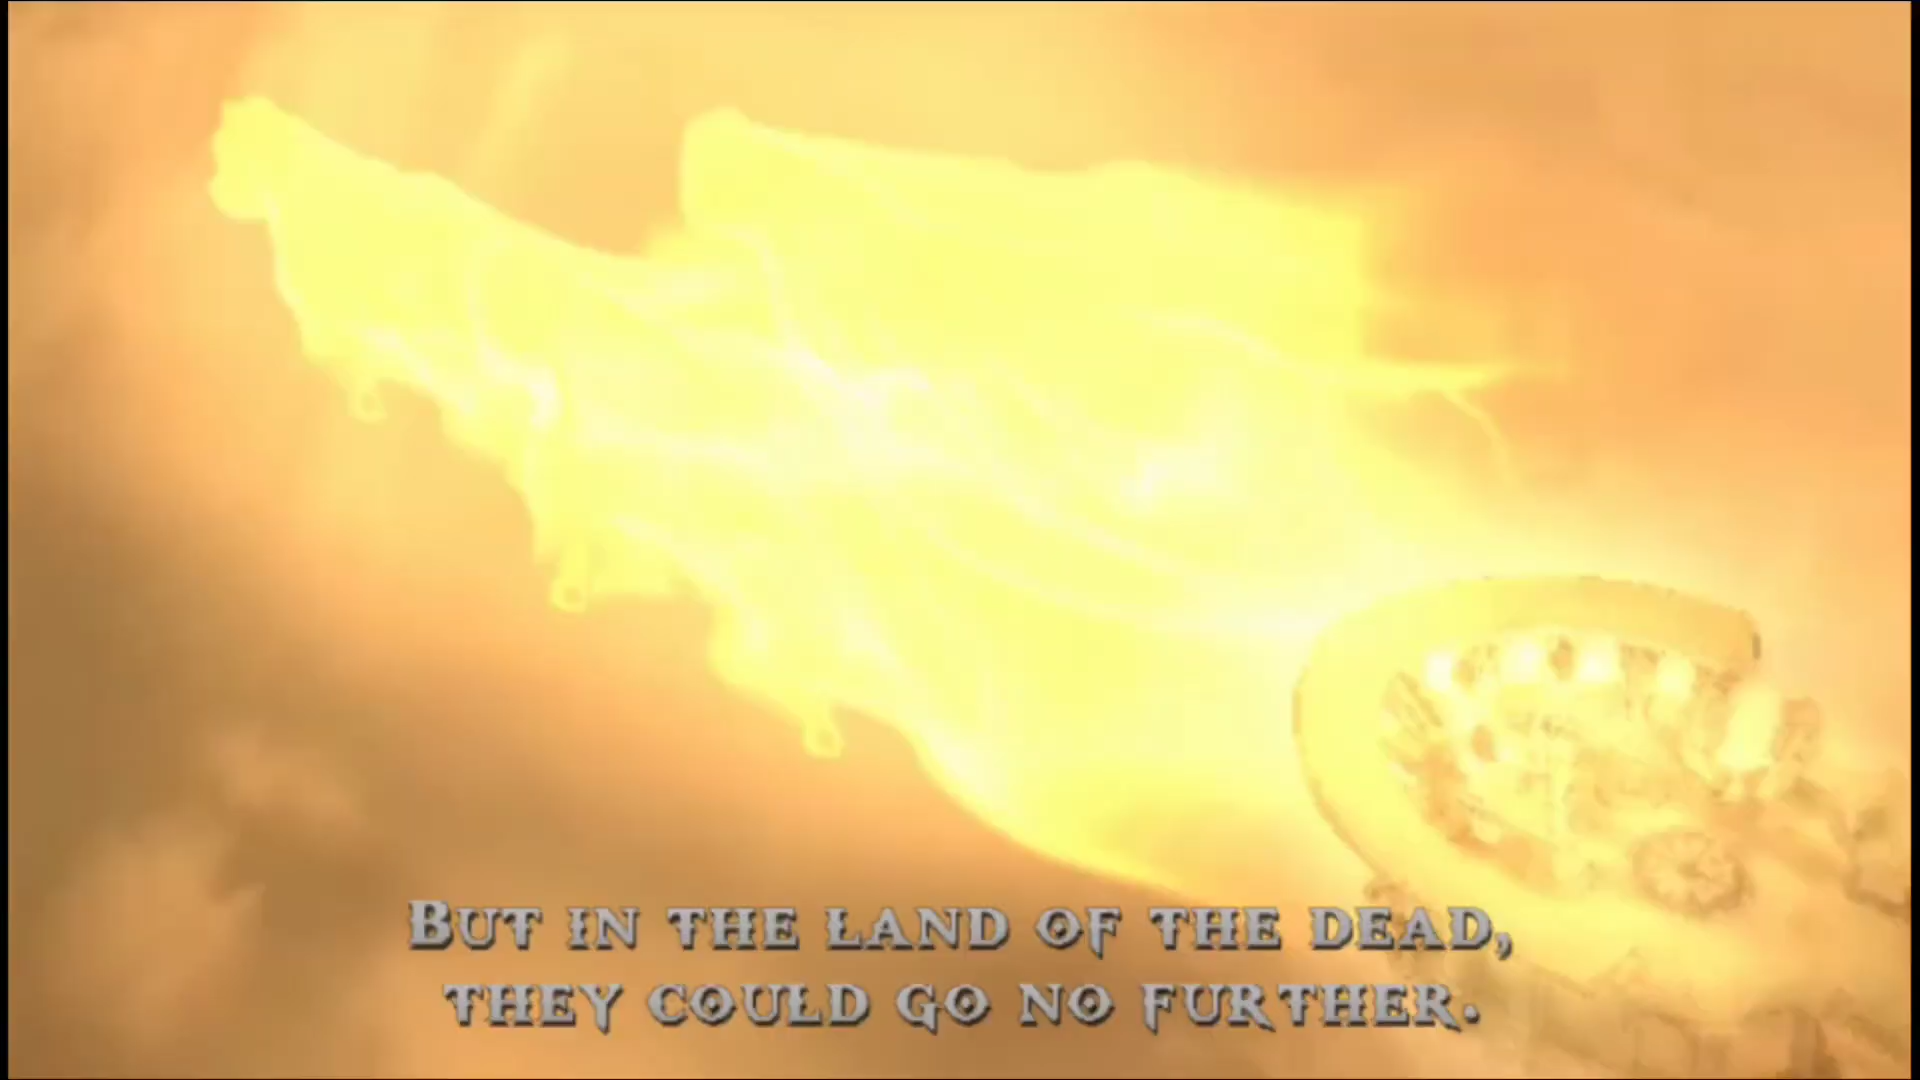 But in the land of the dead,
they could go no further.